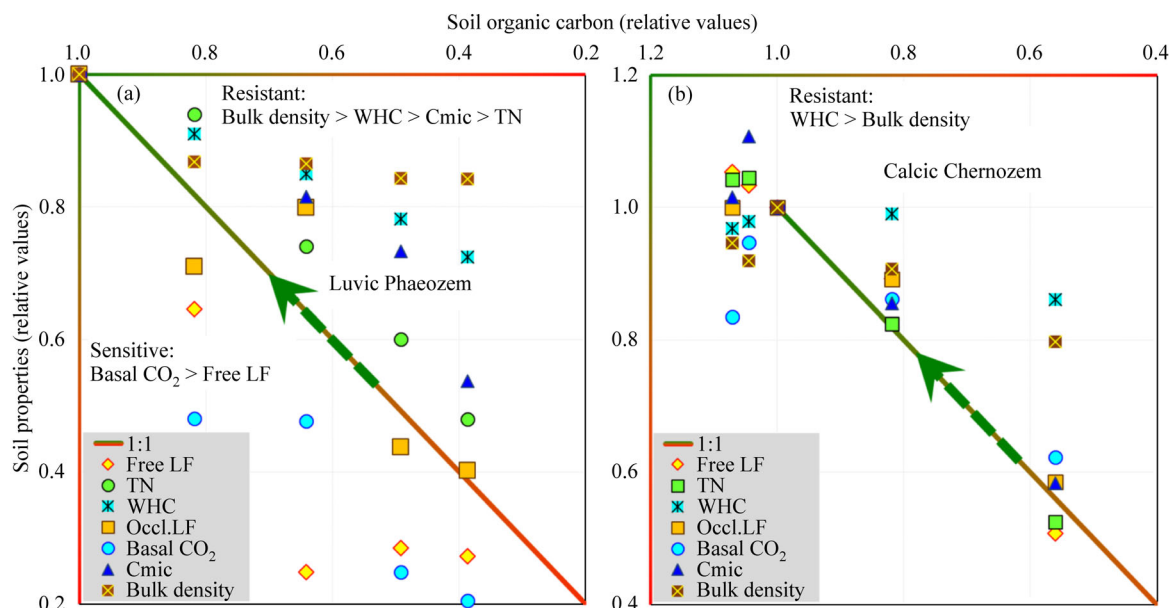 Soil organic carbon (relative values)
1.0 0.8 0.6 0.4 0.2
1.2 1.0 0.8 0.6 0.4
Soil properties (relative values)
1.0
0.8
0.6
0.4
0.2
(a)
Resistant:
Bulk density > WHC > Cmic > TN
Luvic Phaeozem
Sensitive:
Basal CO₂ > Free LF
1:1
Free LF
TN
WHC
Occl.LF
Basal CO₂
Cmic
Bulk density
1.2
1.0
0.8
0.6
0.4
(b)
Resistant:
WHC > Bulk density
Calcic Chernozem
1:1
Free LF
TN
WHC
Occl.LF
Basal CO₂
Cmic
Bulk density